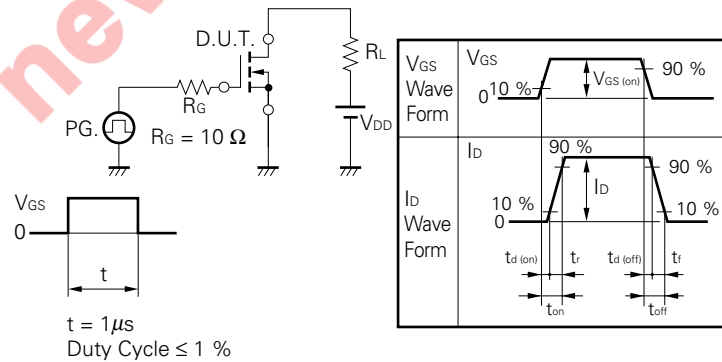 new
D.U.T.
RL
RG
PG.
RG = 10 Ω
VDD
VGS
0
t
t = 1µs
Duty Cycle ≤ 1 %
VGS
Wave
Form
VGS
10 %
0
VGS (on)
90 %
ID
Wave
Form
ID
90 %
90 %
ID
10 %
0
10 %
td (on)
tr
td (off)
tf
ton
toff